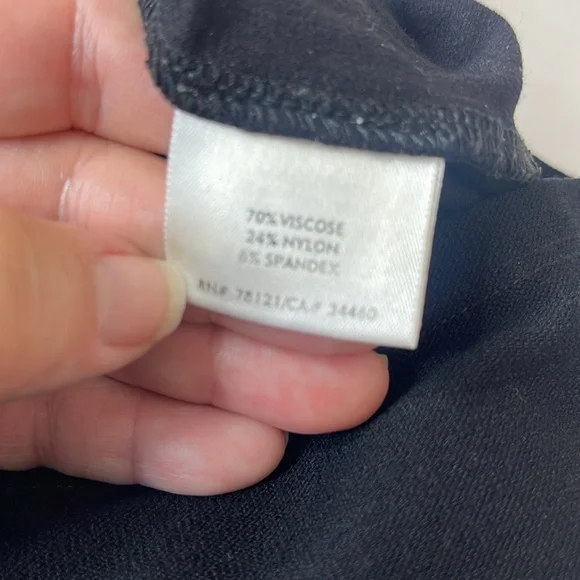 70% VISCOSE
24% NYLON
6% SPANDEX
RN# 78121/CA# 34460